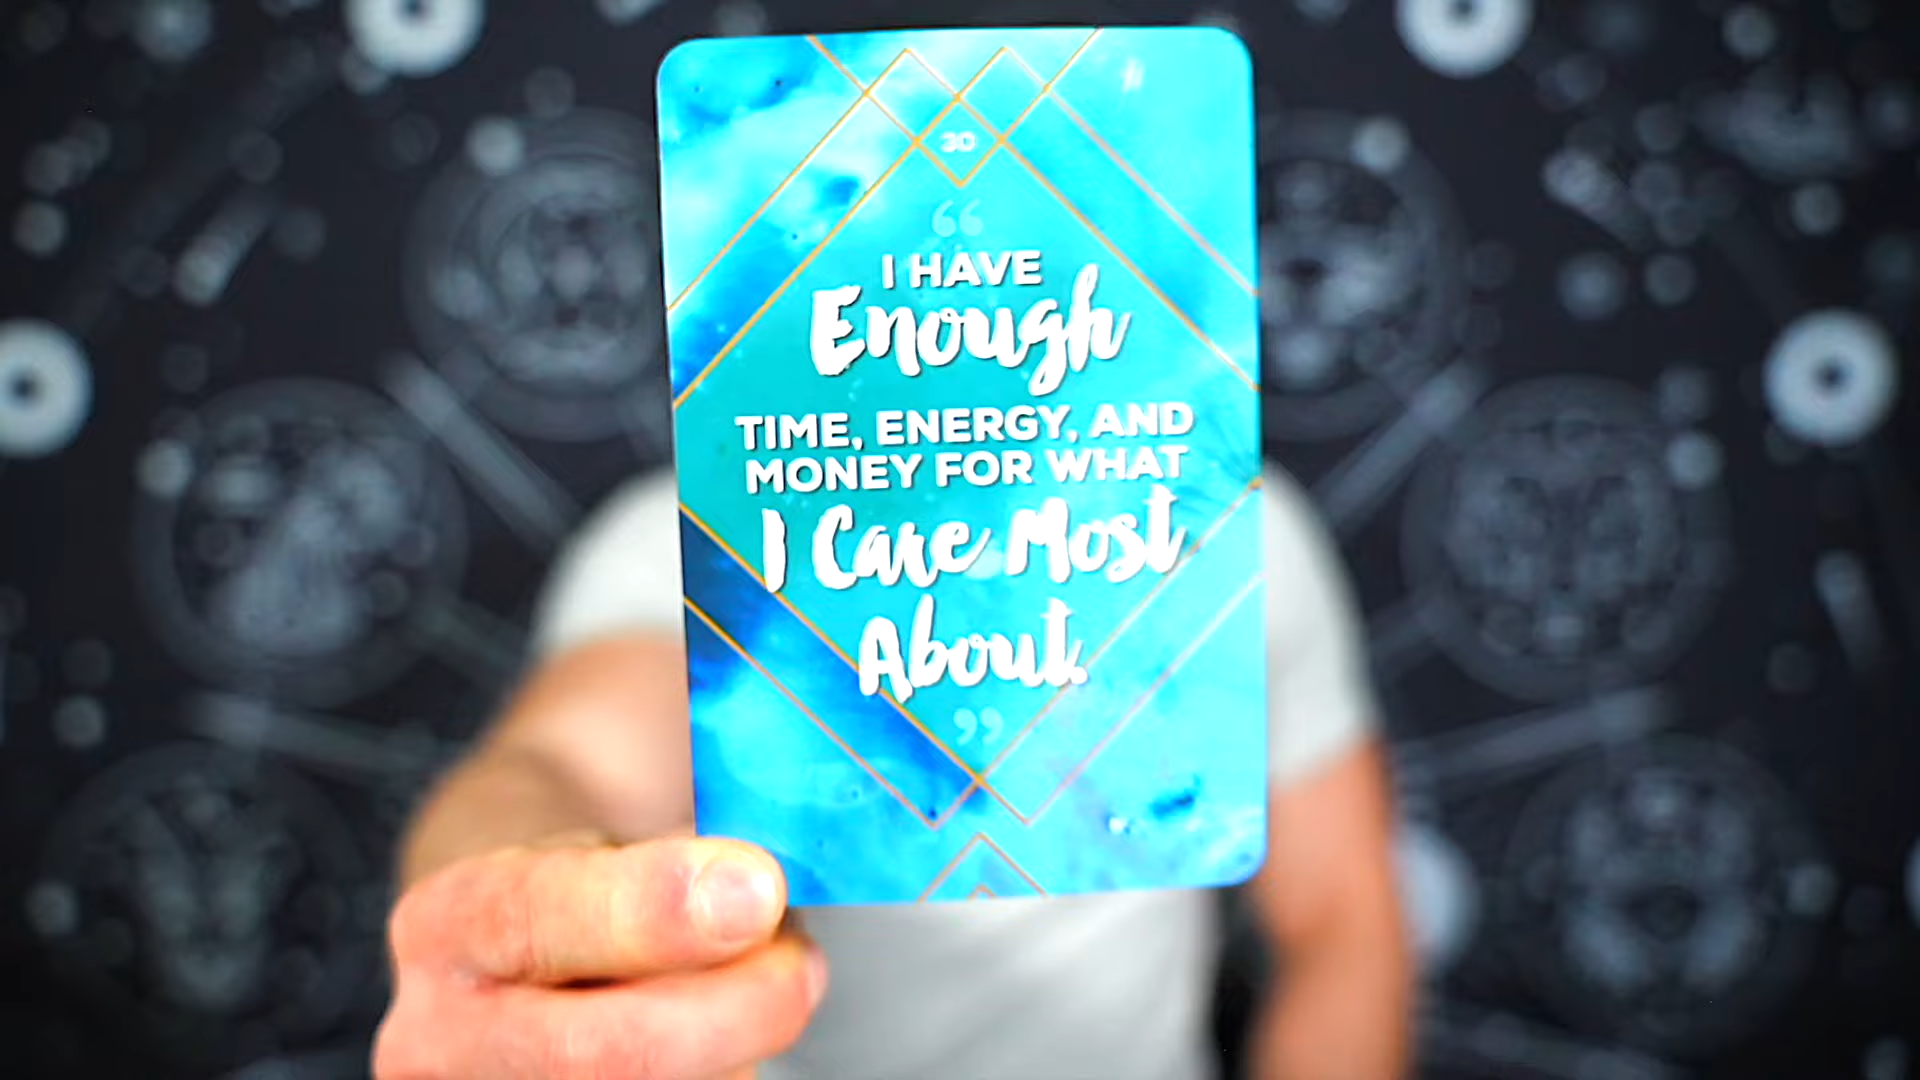 30
“
I HAVE
Enough
TIME, ENERGY, AND
MONEY FOR WHAT
I Care Most
About.
”